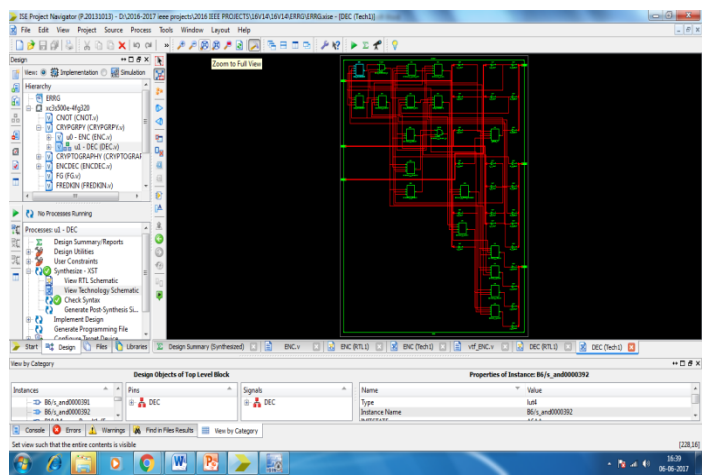 ISE Project Navigator (P.20131013) - D:\2016-2017 ieee projects\2016 IEEE PROJECTS\16V14\16V14\ERRG\ERRG.xise - [DEC (Tech1)]
File Edit View Project Source Process Tools Window Layout Help
Zoom to Full View
Design
View: Implementation Simulation
Hierarchy
ERRG
xc3s500e-4fg320
CNOT (CNOT.v)
CRYPGRPY (CRYPGRPY.v)
u0 - ENC (ENC.v)
u1 - DEC (DEC.v)
CRYPTOGRAPHY (CRYPTOGRAP
ENCDEC (ENCDEC.v)
FG (FG.v)
FREDKIN (FREDKIN.v)
No Processes Running
Processes: u1 - DEC
Design Summary/Reports
Design Utilities
User Constraints
Synthesize - XST
View RTL Schematic
View Technology Schematic
Check Syntax
Generate Post-Synthesis Si...
Implement Design
Generate Programming File
Configure Target Device
Start Design Files Libraries Design Summary (Synthesized) ENC.v ENC (RTL1) ENC (Tech1) vtf_ENC.v DEC (RTL1) DEC (Tech1)
View by Category
Design Objects of Top Level Block Properties of Instance: B6/s_and0000392
Instances Pins Signals Name Value
B6/s_and0000391 DEC DEC Type lut4
B6/s_and0000392 Instance Name B6/s_and0000392
Console Errors Warnings Find in Files Results View by Category
Set view such that the entire contents is visible [228,16]
16:39
06-06-2017